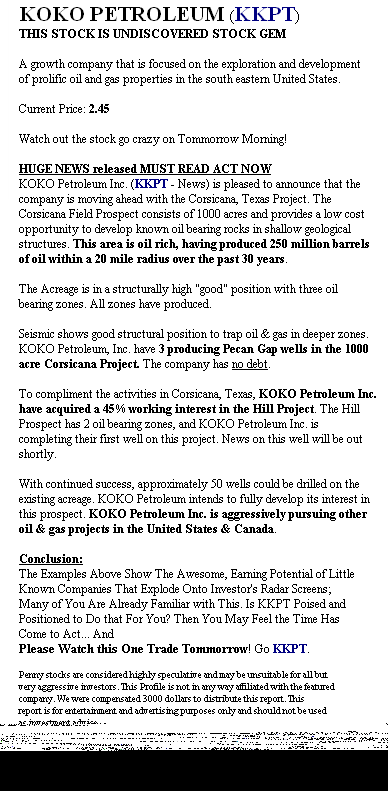 KOKO PETROLEUM (KKPT)
THIS STOCK IS UNDISCOVERED STOCK GEM
A growth company that is focused on the exploration and development
of prolific oil and gas properties in the south eastern United States.
Current Price: 2.45
Watch out the stock go crazy on Tommorrow Morning!
HUGE NEWS released MUST READ ACT NOW
KOKO Petroleum Inc. (KKPT - News) is pleased to announce that the
company is moving ahead with the Corsicana, Texas Project. The
Corsicana Field Prospect consists of 1000 acres and provides a low cost
opportunity to develop known oil bearing rocks in shallow geological
structures. This area is oil rich, having produced 250 million barrels
of oil within a 20 mile radius over the past 30 years.
The Acreage is in a structurally high "good" position with three oil
bearing zones. All zones have produced.
Seismic shows good structural position to trap oil & gas in deeper zones.
KOKO Petroleum, Inc. have 3 producing Pecan Gap wells in the 1000
acre Corsicana Project. The company has no debt.
To compliment the activities in Corsicana, Texas, KOKO Petroleum Inc.
have acquired a 45% working interest in the Hill Project. The Hill
Prospect has 2 oil bearing zones, and KOKO Petroleum Inc. is
completing their first well on this project. News on this well will be out
shortly.
With continued success, approximately 50 wells could be drilled on the
existing acreage. KOKO Petroleum intends to fully develop its interest in
this prospect. KOKO Petroleum Inc. is aggressively pursuing other
oil & gas projects in the United States & Canada.
Conclusion:
The Examples Above Show The Awesome, Earning Potential of Little
Known Companies That Explode Onto Investor's Radar Screens;
Many of You Are Already Familiar with This. Is KKPT Poised and
Positioned to Do that For You? Then You May Feel the Time Has
Come to Act... And
Please Watch this One Trade Tommorrow! Go KKPT.
Penny stocks are considered highly speculative and may be unsuitable for all but
very aggressive investors. This Profile is not in any way affiliated with the featured
company. We were compensated 3000 dollars to distribute this report. This
report is for entertainment and advertising purposes only and should not be used
as investment advice.